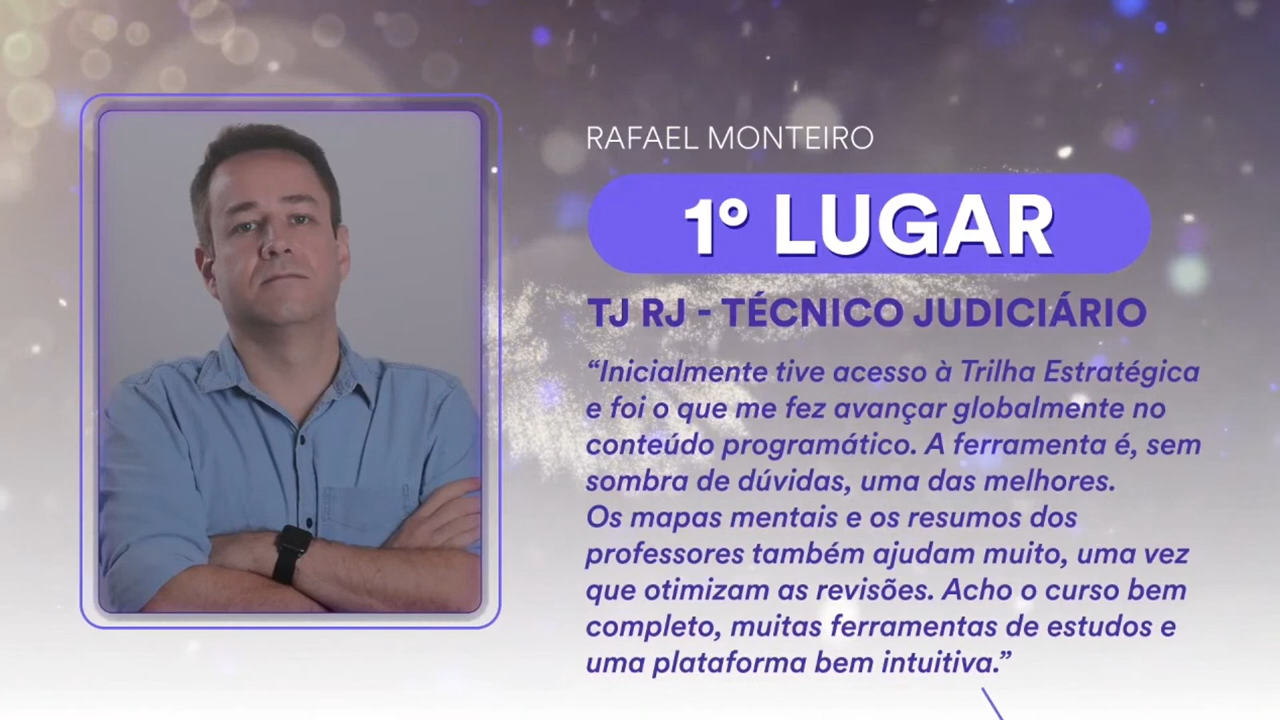 RAFAEL MONTEIRO
1º LUGAR
TJ RJ - TÉCNICO JUDICIÁRIO
“Inicialmente tive acesso à Trilha Estratégica
e foi o que me fez avançar globalmente no
conteúdo programático. A ferramenta é, sem
sombra de dúvidas, uma das melhores.
Os mapas mentais e os resumos dos
professores também ajudam muito, uma vez
que otimizam as revisões. Acho o curso bem
completo, muitas ferramentas de estudos e
uma plataforma bem intuitiva.”